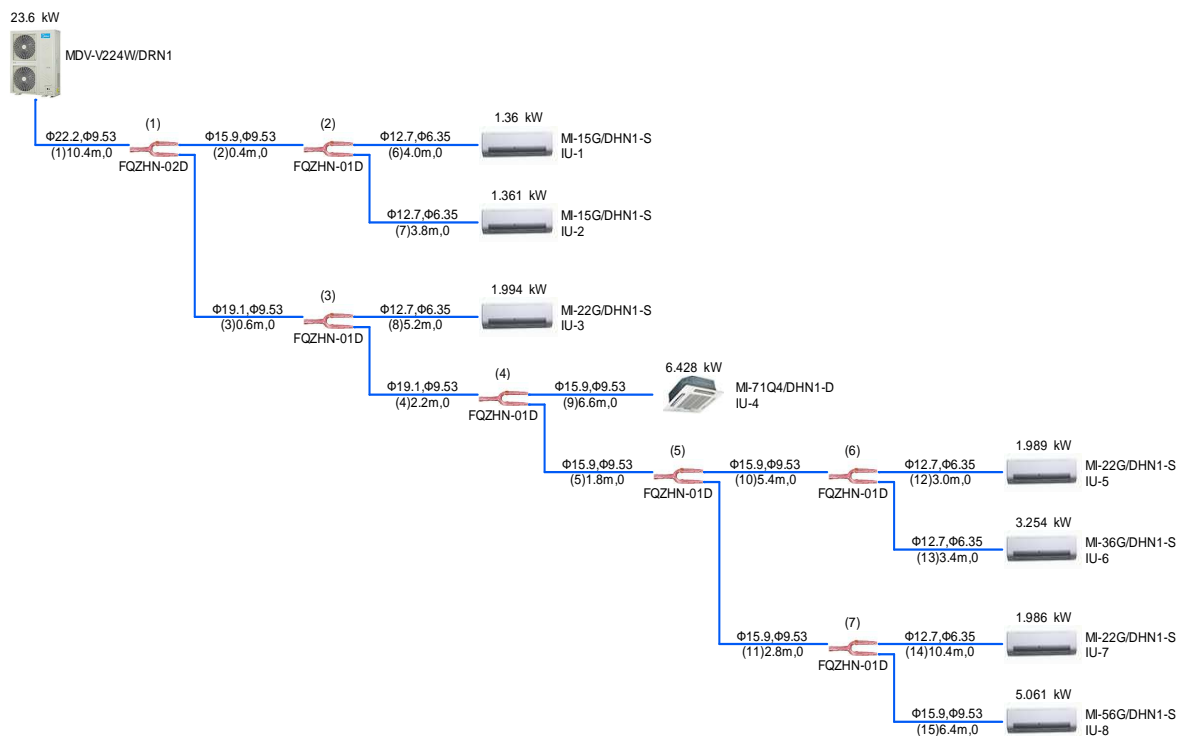 23.6 kW
MDV-V224W/DRN1
(1)
Φ22.2,Φ9.53
(1)10.4m,0
FQZHN-02D
Φ15.9,Φ9.53
(2)0.4m,0
(2)
FQZHN-01D
Φ12.7,Φ6.35
(6)4.0m,0
1.36 kW
MI-15G/DHN1-S
IU-1
Φ12.7,Φ6.35
(7)3.8m,0
1.361 kW
MI-15G/DHN1-S
IU-2
Φ19.1,Φ9.53
(3)0.6m,0
(3)
FQZHN-01D
Φ12.7,Φ6.35
(8)5.2m,0
1.994 kW
MI-22G/DHN1-S
IU-3
Φ19.1,Φ9.53
(4)2.2m,0
(4)
FQZHN-01D
Φ15.9,Φ9.53
(9)6.6m,0
6.428 kW
MI-71Q4/DHN1-D
IU-4
Φ15.9,Φ9.53
(5)1.8m,0
(5)
FQZHN-01D
Φ15.9,Φ9.53
(10)5.4m,0
(6)
FQZHN-01D
Φ12.7,Φ6.35
(12)3.0m,0
1.989 kW
MI-22G/DHN1-S
IU-5
Φ12.7,Φ6.35
(13)3.4m,0
3.254 kW
MI-36G/DHN1-S
IU-6
Φ15.9,Φ9.53
(11)2.8m,0
(7)
FQZHN-01D
Φ12.7,Φ6.35
(14)10.4m,0
1.986 kW
MI-22G/DHN1-S
IU-7
Φ15.9,Φ9.53
(15)6.4m,0
5.061 kW
MI-56G/DHN1-S
IU-8